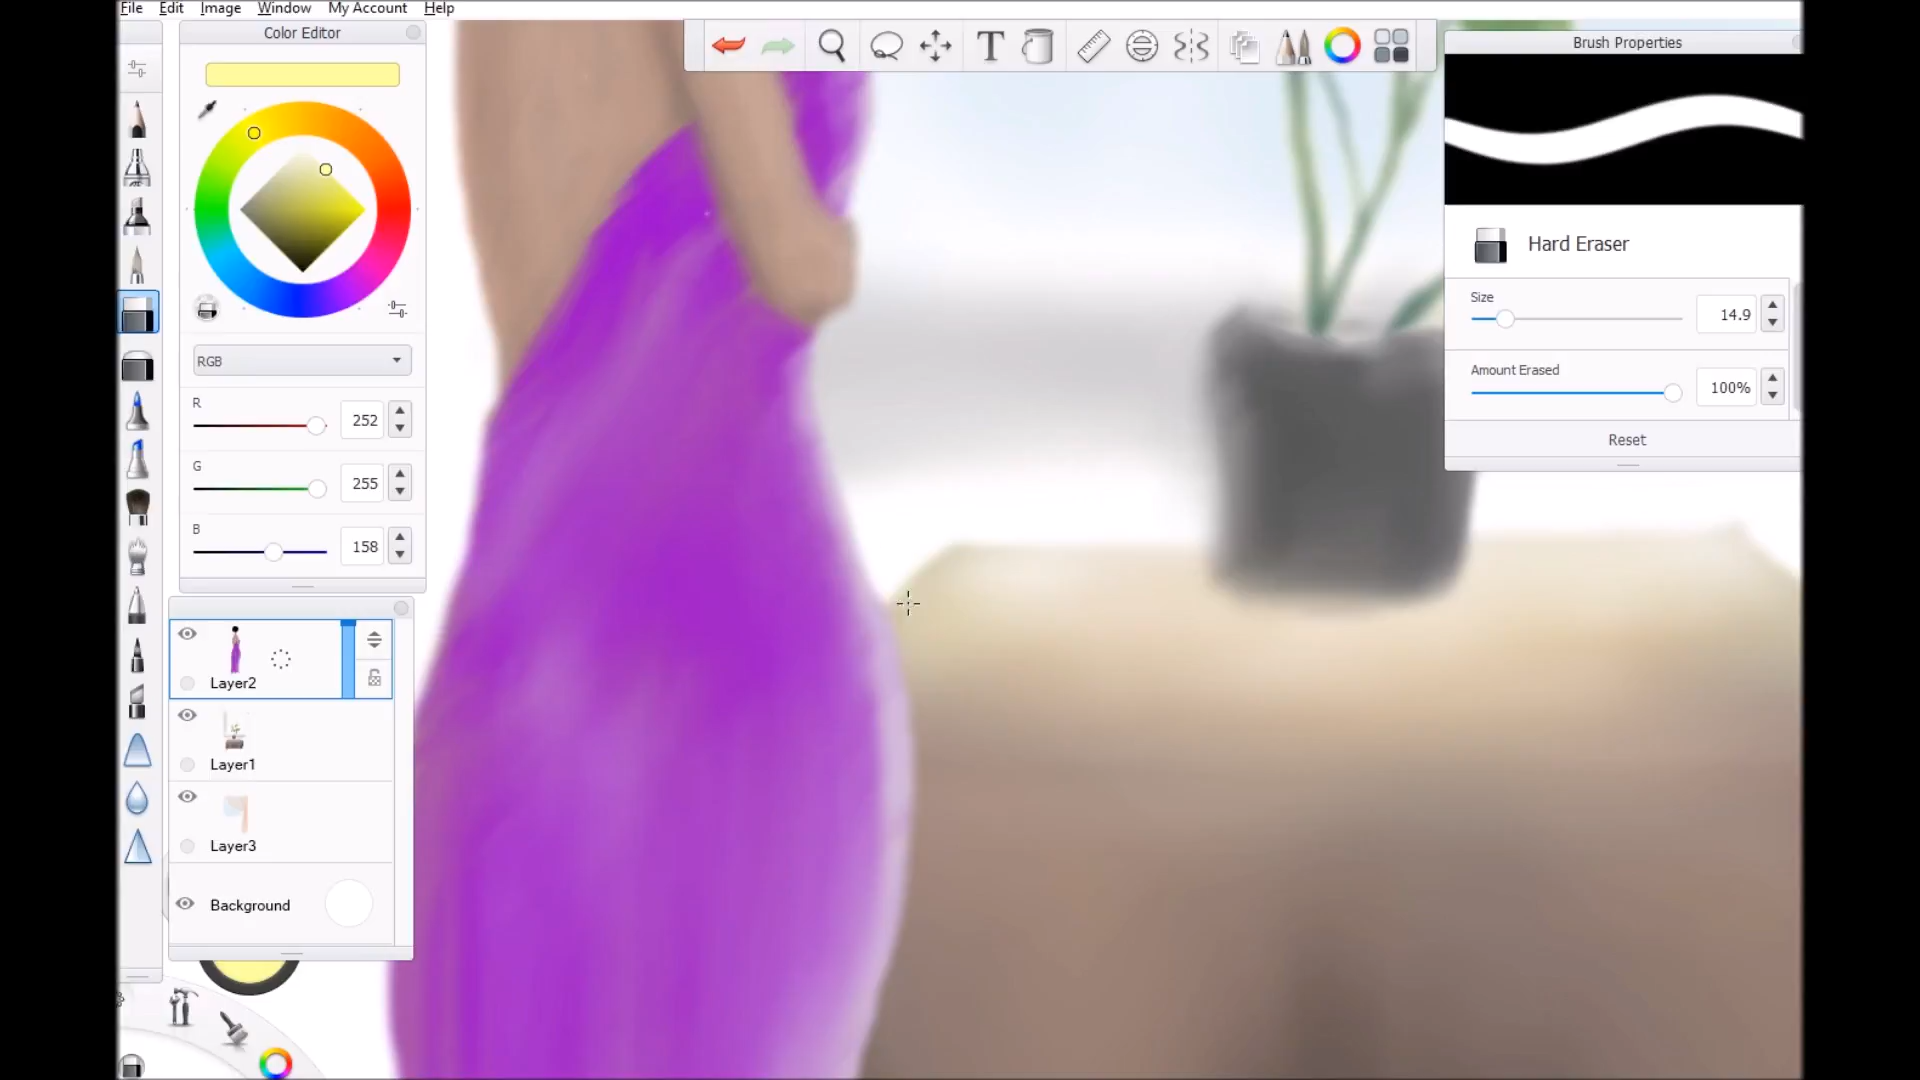 File Edit Image Window My Account Help
Color Editor
Brush Properties
Hard Eraser
Size
14.9
Amount Erased
100%
Reset
RGB
R
252
G
255
B
158
Layer2
Layer1
Layer3
Background